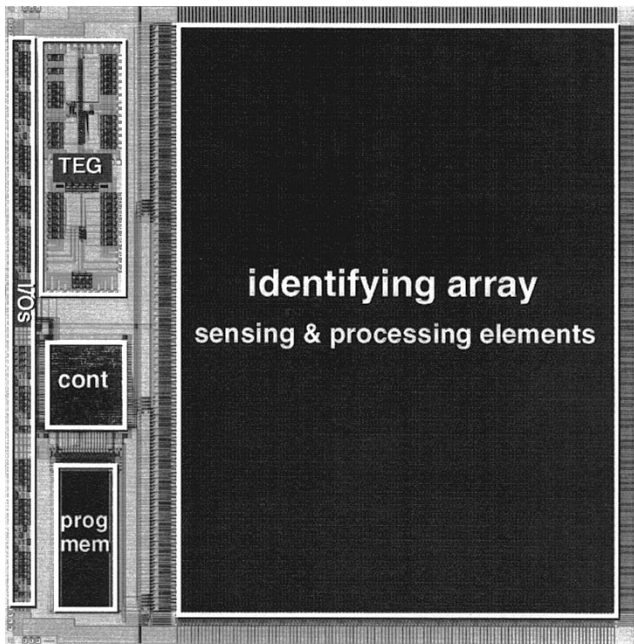 TEG
I/Os
identifying array
sensing & processing elements
cont
prog
mem